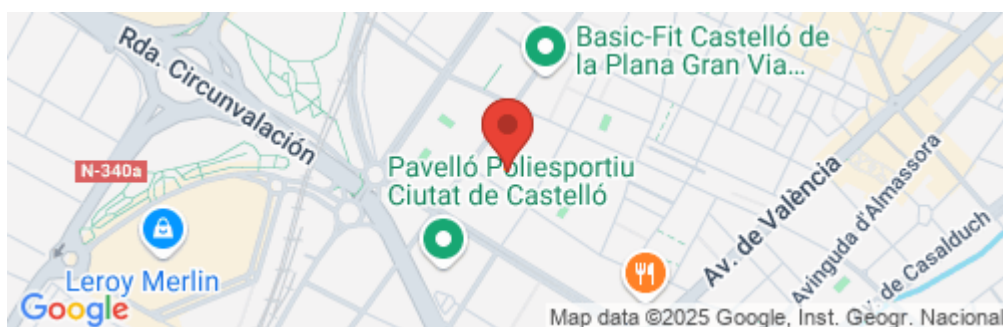 Rda. Circunvalación
Basic-Fit Castelló de
la Plana Gran Via...
N-340a
Pavelló Poliesportiu
Ciutat de Castelló
Av. de València
Avinguda d'Almassora
Leroy Merlin
v. de Casalduch
Google
Map data ©2025 Google, Inst. Geogr. Nacional